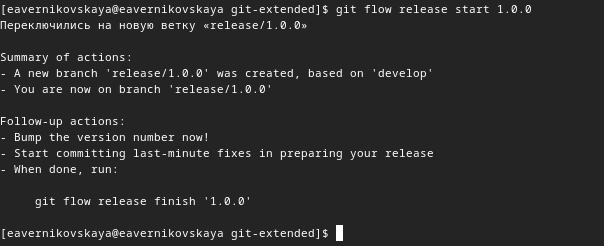 [eavernikovskaya@eavernikovskaya git-extended]$ git flow release start 1.0.0
Переключились на новую ветку «release/1.0.0»
Summary of actions:
- A new branch 'release/1.0.0' was created, based on 'develop'
- You are now on branch 'release/1.0.0'
Follow-up actions:
- Bump the version number now!
- Start committing last-minute fixes in preparing your release
- When done, run:
git flow release finish '1.0.0'
[eavernikovskaya@eavernikovskaya git-extended]$